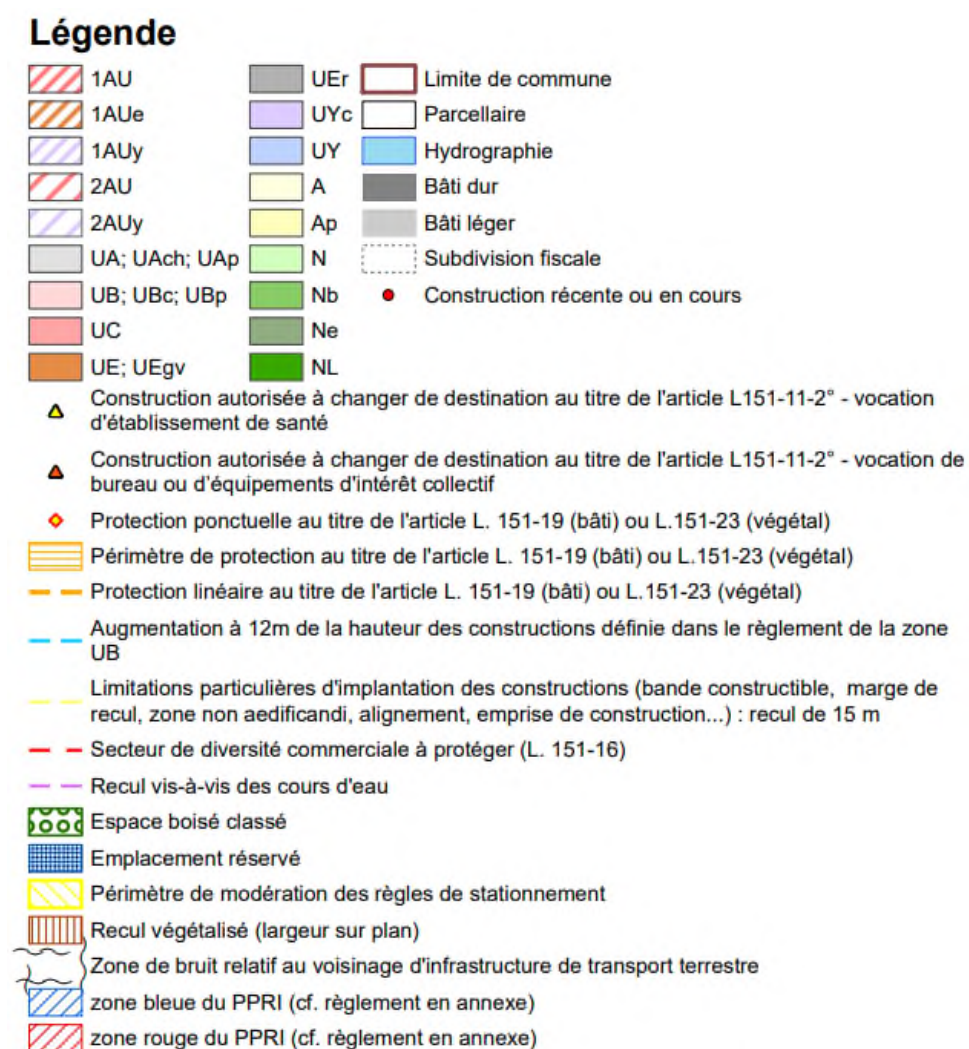 Légende
1AU UEr Limite de commune
1AUe UYc Parcellaire
1AUy UY Hydrographie
2AU A Bâti dur
2AUy Ap Bâti léger
UA; UAch; UAp N Subdivision fiscale
UB; UBc; UBp Nb Construction récente ou en cours
UC Ne
UE; UEgv NL
Construction autorisée à changer de destination au titre de l'article L151-11-2° - vocation
d'établissement de santé
Construction autorisée à changer de destination au titre de l'article L151-11-2° - vocation de
bureau ou d'équipements d'intérêt collectif
Protection ponctuelle au titre de l'article L. 151-19 (bâti) ou L.151-23 (végétal)
Périmètre de protection au titre de l'article L. 151-19 (bâti) ou L.151-23 (végétal)
Protection linéaire au titre de l'article L. 151-19 (bâti) ou L.151-23 (végétal)
Augmentation à 12m de la hauteur des constructions définie dans le règlement de la zone
UB
Limitations particulières d'implantation des constructions (bande constructible, marge de
recul, zone non aedificandi, alignement, emprise de construction...) : recul de 15 m
Secteur de diversité commerciale à protéger (L. 151-16)
Recul vis-à-vis des cours d'eau
Espace boisé classé
Emplacement réservé
Périmètre de modération des règles de stationnement
Recul végétalisé (largeur sur plan)
Zone de bruit relatif au voisinage d'infrastructure de transport terrestre
zone bleue du PPRI (cf. règlement en annexe)
zone rouge du PPRI (cf. règlement en annexe)